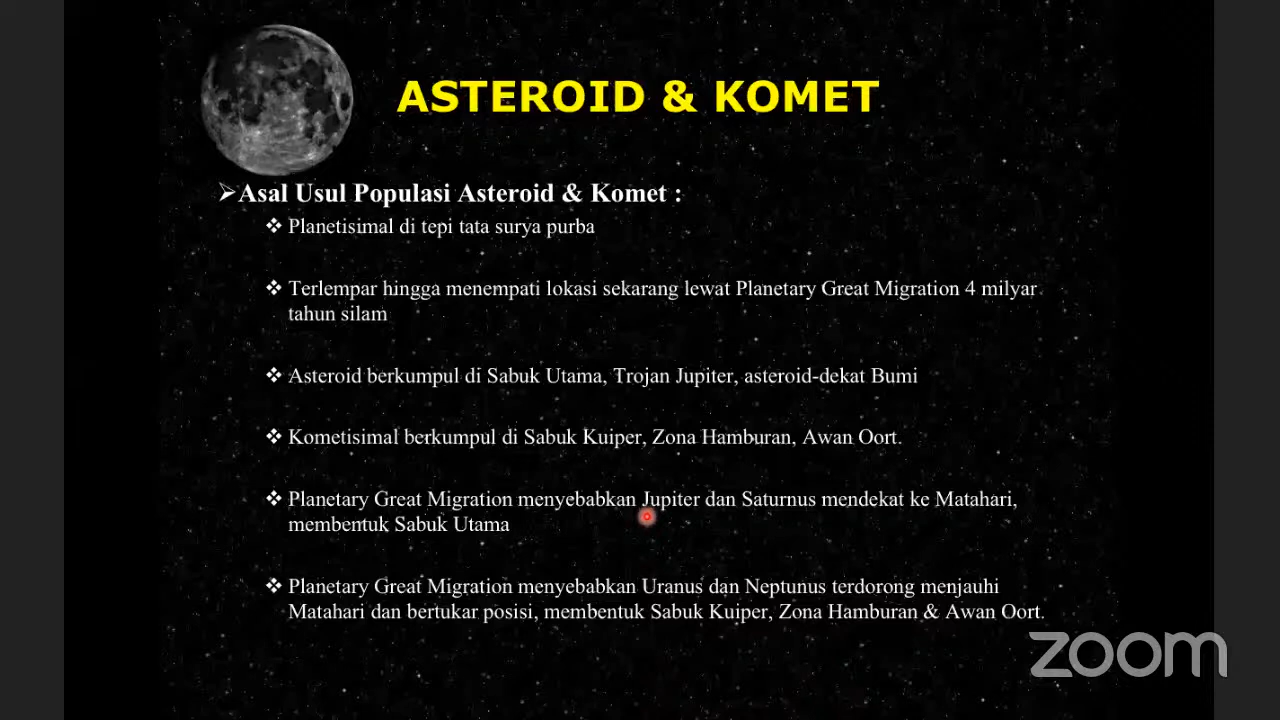 ASTEROID & KOMET
➢Asal Usul Populasi Asteroid & Komet :
❖ Planetisimal di tepi tata surya purba
❖ Terlempar hingga menempati lokasi sekarang lewat Planetary Great Migration 4 milyar
tahun silam
❖ Asteroid berkumpul di Sabuk Utama, Trojan Jupiter, asteroid-dekat Bumi
❖ Kometisimal berkumpul di Sabuk Kuiper, Zona Hamburan, Awan Oort.
❖ Planetary Great Migration menyebabkan Jupiter dan Saturnus mendekat ke Matahari,
membentuk Sabuk Utama
❖ Planetary Great Migration menyebabkan Uranus dan Neptunus terdorong menjauhi
Matahari dan bertukar posisi, membentuk Sabuk Kuiper, Zona Hamburan & Awan Oort.
zoom